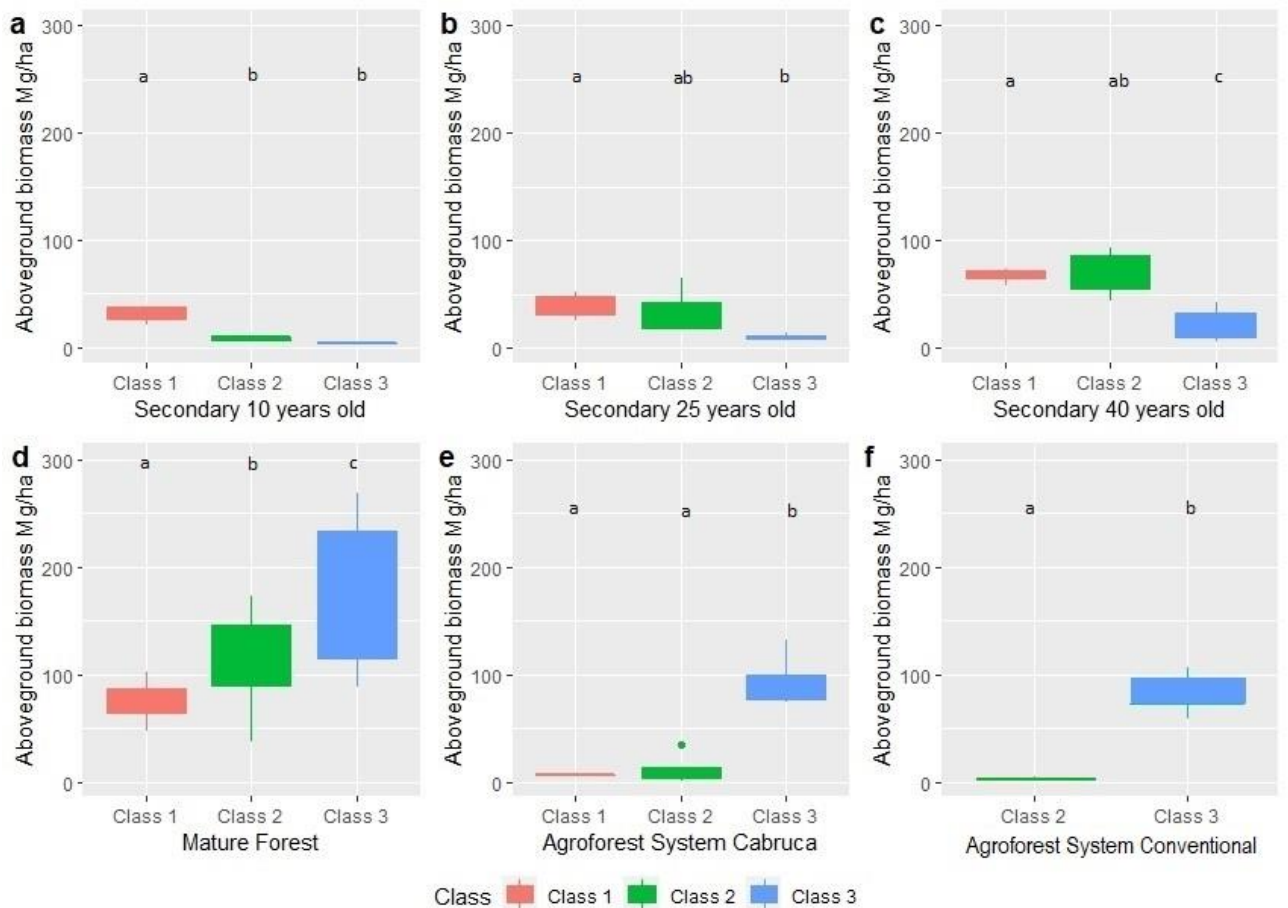 a
Aboveground biomass Mg/ha
300
200
100
0
a b b
Class 1 Class 2 Class 3
Secondary 10 years old
b
Aboveground biomass Mg/ha
300
200
100
0
a ab b
Class 1 Class 2 Class 3
Secondary 25 years old
c
Aboveground biomass Mg/ha
300
200
100
0
a ab c
Class 1 Class 2 Class 3
Secondary 40 years old
d
Aboveground biomass Mg/ha
300
200
100
0
a b c
Class 1 Class 2 Class 3
Mature Forest
e
Aboveground biomass Mg/ha
300
200
100
0
a a b
Class 1 Class 2 Class 3
Agroforest System Cabruca
f
Aboveground biomass Mg/ha
300
200
100
0
a b
Class 2 Class 3
Agroforest System Conventional
Class Class 1 Class 2 Class 3